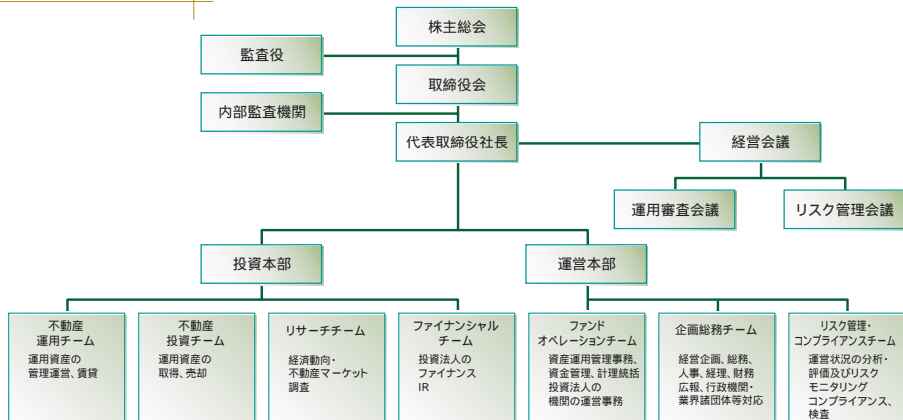 株主総会
監査役
取締役会
内部監査機関
代表取締役社長
経営会議
運用審査会議
リスク管理会議
投資本部
運営本部
不動産
運用チーム
運用資産の
管理運営、賃貸
不動産
投資チーム
運用資産の
取得、売却
リサーチチーム
経済動向・
不動産マーケット
調査
ファイナンシャル
チーム
投資法人の
ファイナンス
IR
ファンド
オペレーションチーム
資産運用管理事務、
資金管理、計理統括
投資法人の
機関の運営事務
企画総務チーム
経営企画、総務、
人事、経理、財務
広報、行政機関・
業界諸団体等対応
リスク管理・
コンプライアンスチーム
運営状況の分析・
評価及びリスク
モニタリング
コンプライアンス、
検査